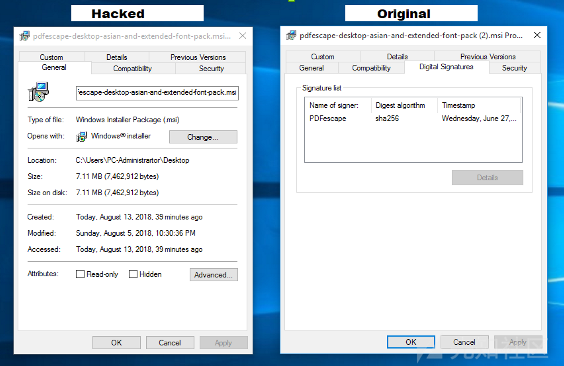 Hacked
Original
pdfescape-desktop-asian-and-extended-font-pack.msi...
Custom Details Previous Versions
General Compatibility Security
'escape-desktop-asian-and-extended-font-pack.msi
Type of file: Windows Installer Package (.msi)
Opens with: Windows® installer Change...
Location: C:\Users\PC-Administrartor\Desktop
Size: 7.11 MB (7,462,912 bytes)
Size on disk: 7.11 MB (7,462,912 bytes)
Created: Today, August 13, 2018, 39 minutes ago
Modified: Sunday, August 5, 2018, 10:30:36 PM
Accessed: Today, August 13, 2018, 39 minutes ago
Attributes: Read-only Hidden Advanced...
OK Cancel Apply
pdfescape-desktop-asian-and-extended-font-pack (2).msi Pro...
Custom Details Previous Versions
General Compatibility Digital Signatures Security
Signature list
Name of signer: Digest algorithm Timestamp
PDFescape sha256 Wednesday, June 27,...
Details
OK Cancel Apply
先知社区